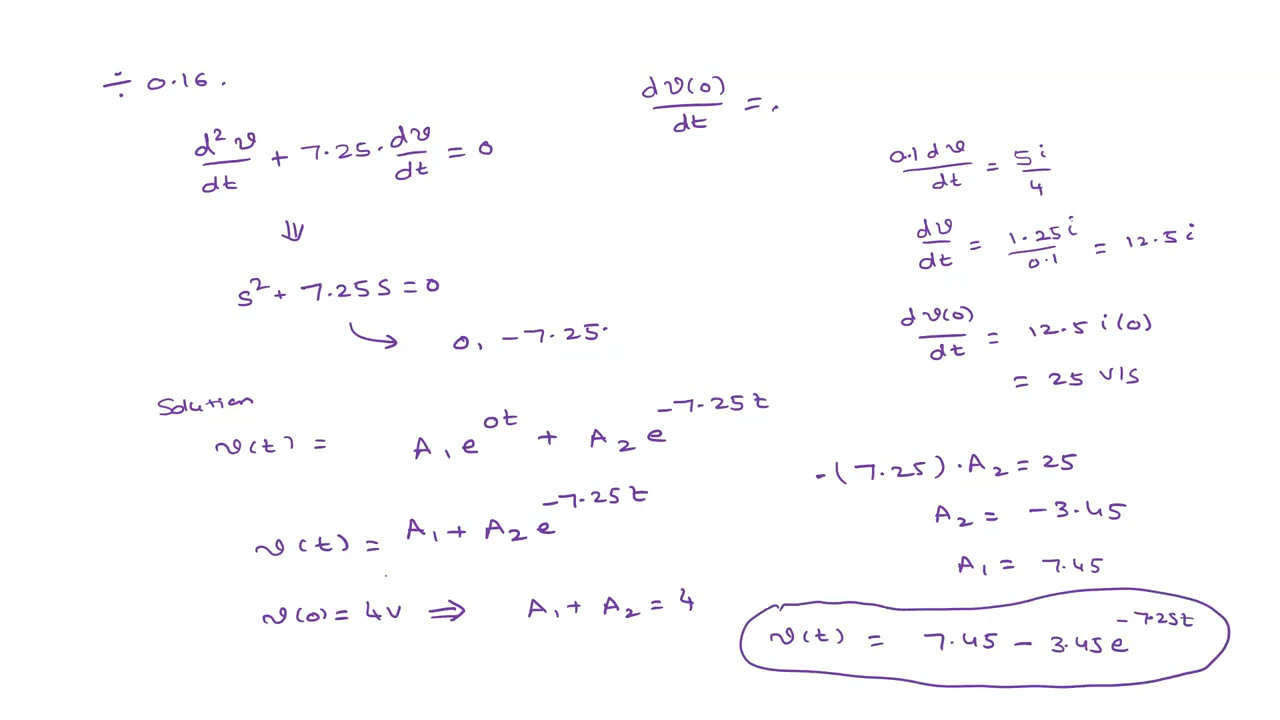 ÷ 0.16.
d²v/dt + 7.25 · dv/dt = 0
⇓
s² + 7.25s = 0
↳ 0, -7.25·
Solution
v(t) = A₁e^{0t} + A₂e^{-7.25t}
v(t) = A₁ + A₂e^{-7.25t}
v(0) = 4v ⇒ A₁ + A₂ = 4
dv(0)/dt = .
0.1dv/dt = 5i/4
dv/dt = 1.25i/0.1 = 12.5i
dv(0)/dt = 12.5 i(0)
= 25 v/s
-(7.25)·A₂ = 25
A₂ = -3.45
A₁ = 7.45
v(t) = 7.45 - 3.45e^{-7.25t}